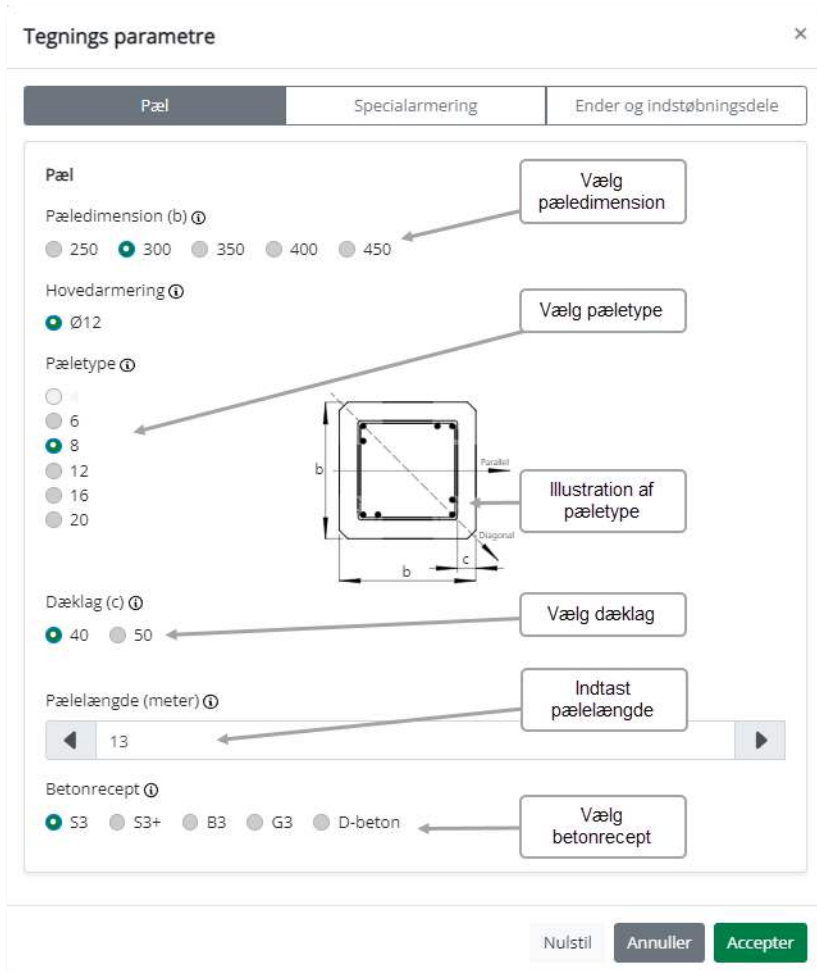 Tegnings parametre
×
Pæl
Specialarmering
Ender og indstøbningsdele
Pæl
Pæledimension (b)
250 300 350 400 450
Vælg
pæledimension
Hovedarmering
Ø12
Vælg pæletype
Pæletype
6
8
12
16
20
b
Parallel
Diagonal
c
b
Illustration af
pæletype
Dæklag (c)
40 50
Vælg dæklag
Pælelængde (meter)
13
Indtast
pælelængde
Betonrecept
S3 S3+ B3 G3 D-beton
Vælg
betonrecept
Nulstil
Annuller
Accepter